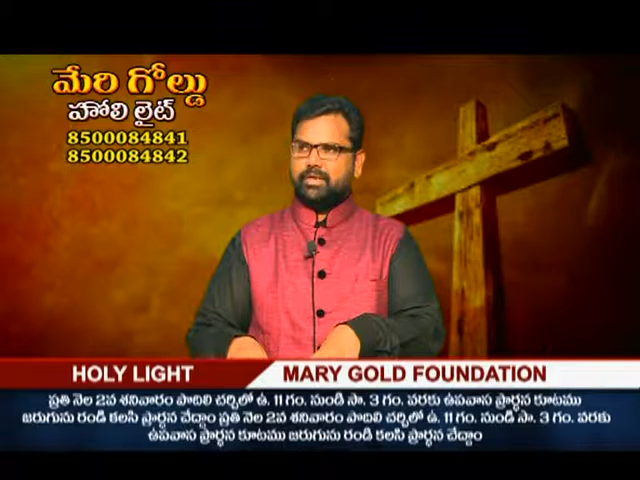 మేరి గోల్డు
హోలి లైట్
8500084841
8500084842
HOLY LIGHT
MARY GOLD FOUNDATION
ప్రతి నెల 2వ శనివారం పొదిలి చర్చిలో ఉ. 11 గం. నుండి సా. 3 గం. వరకు ఉపవాస ప్రార్థన కూటము
జరుగును రండి కలసి ప్రార్థన చేద్దాం ప్రతి నెల 2వ శనివారం పొదిలి చర్చిలో ఉ. 11 గం. నుండి సా. 3 గం. వరకు
ఉపవాస ప్రార్థన కూటము జరుగును రండి కలసి ప్రార్థన చేద్దాం